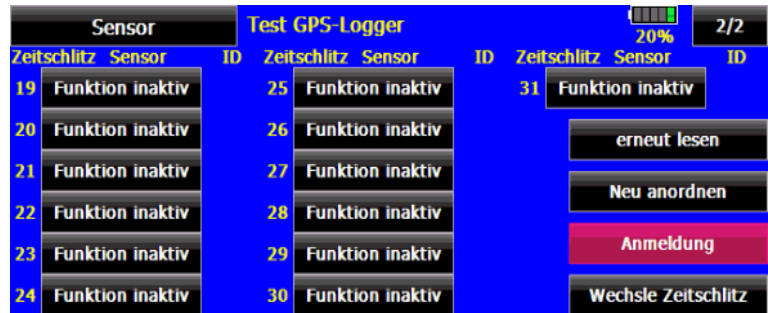 Sensor Test GPS-Logger 20% 2/2
Zeitschlitz Sensor ID Zeitschlitz Sensor ID Zeitschlitz Sensor ID
19 Funktion inaktiv 25 Funktion inaktiv 31 Funktion inaktiv
20 Funktion inaktiv 26 Funktion inaktiv erneut lesen
21 Funktion inaktiv 27 Funktion inaktiv Neu anordnen
22 Funktion inaktiv 28 Funktion inaktiv
23 Funktion inaktiv 29 Funktion inaktiv Anmeldung
24 Funktion inaktiv 30 Funktion inaktiv Wechsle Zeitschlitz